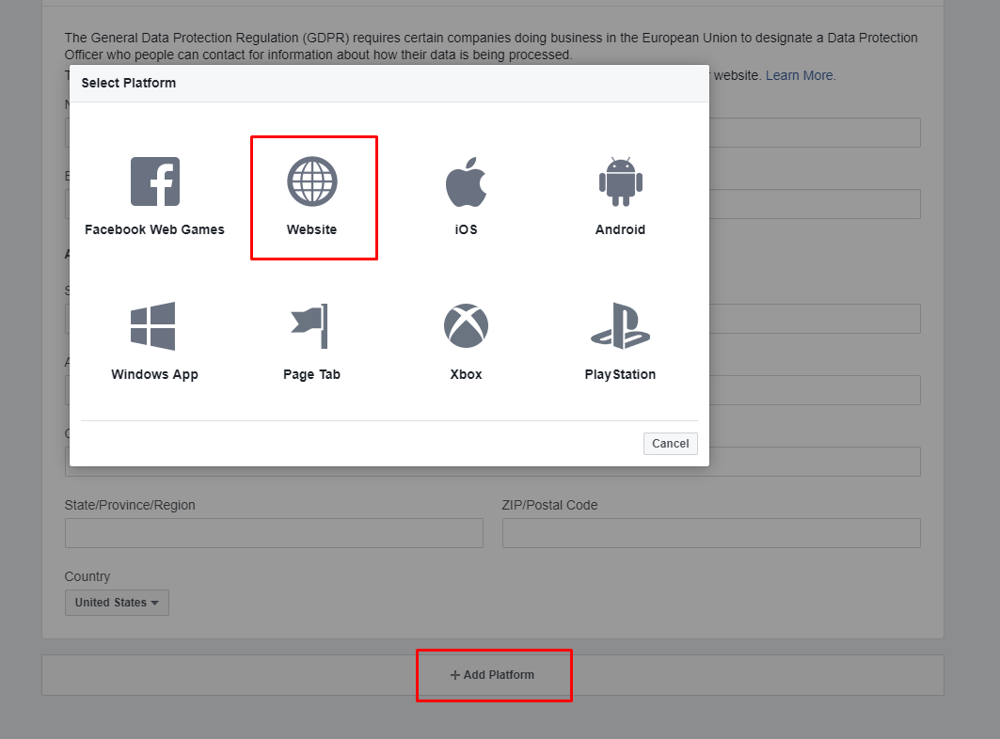 The General Data Protection Regulation (GDPR) requires certain companies doing business in the European Union to designate a Data Protection
Officer who people can contact for information about how their data is being processed.
website. Learn More.
Select Platform
Facebook Web Games
Website
iOS
Android
Windows App
Page Tab
Xbox
PlayStation
Cancel
State/Province/Region
ZIP/Postal Code
Country
United States
+ Add Platform